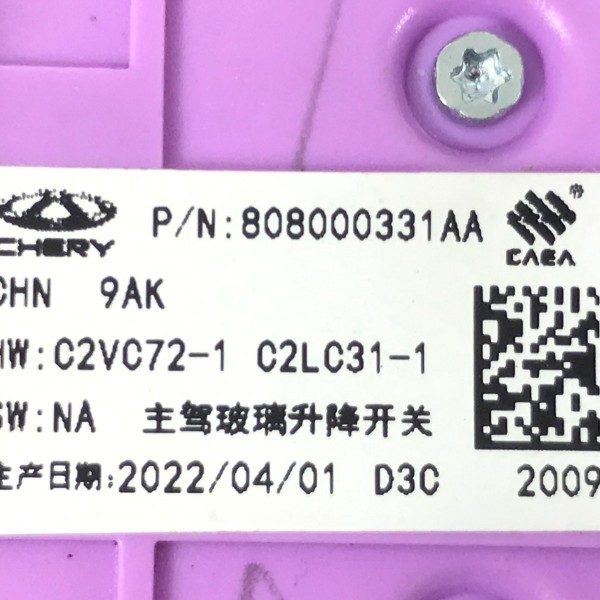 CHERY P/N:808000331AA CAEA®
CHN 9AK
HW:C2VC72-1 C2LC31-1
SW:NA 主驾玻璃升降开关
生产日期:2022/04/01 D3C 2009